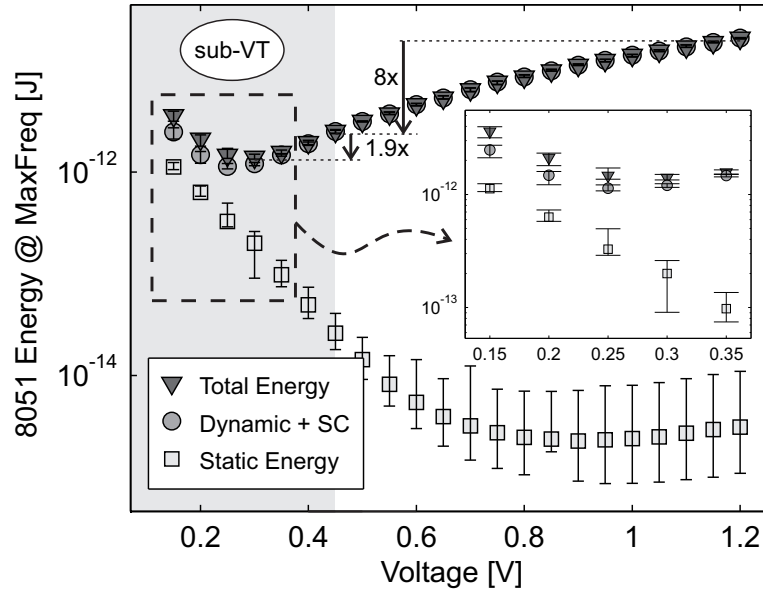 sub-VT
8x
1.9x
8051 Energy @ MaxFreq [J]
10-12
10-14
10-12
10-13
0.15 0.2 0.25 0.3 0.35
Total Energy
Dynamic + SC
Static Energy
0.2 0.4 0.6 0.8 1 1.2
Voltage [V]